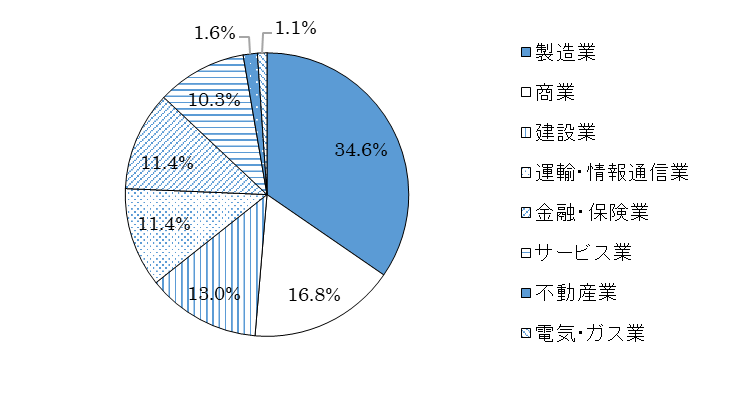 1.6%
1.1%
34.6%
16.8%
13.0%
11.4%
11.4%
10.3%
製造業
商業
建設業
運輸・情報通信業
金融・保険業
サービス業
不動産業
電気・ガス業